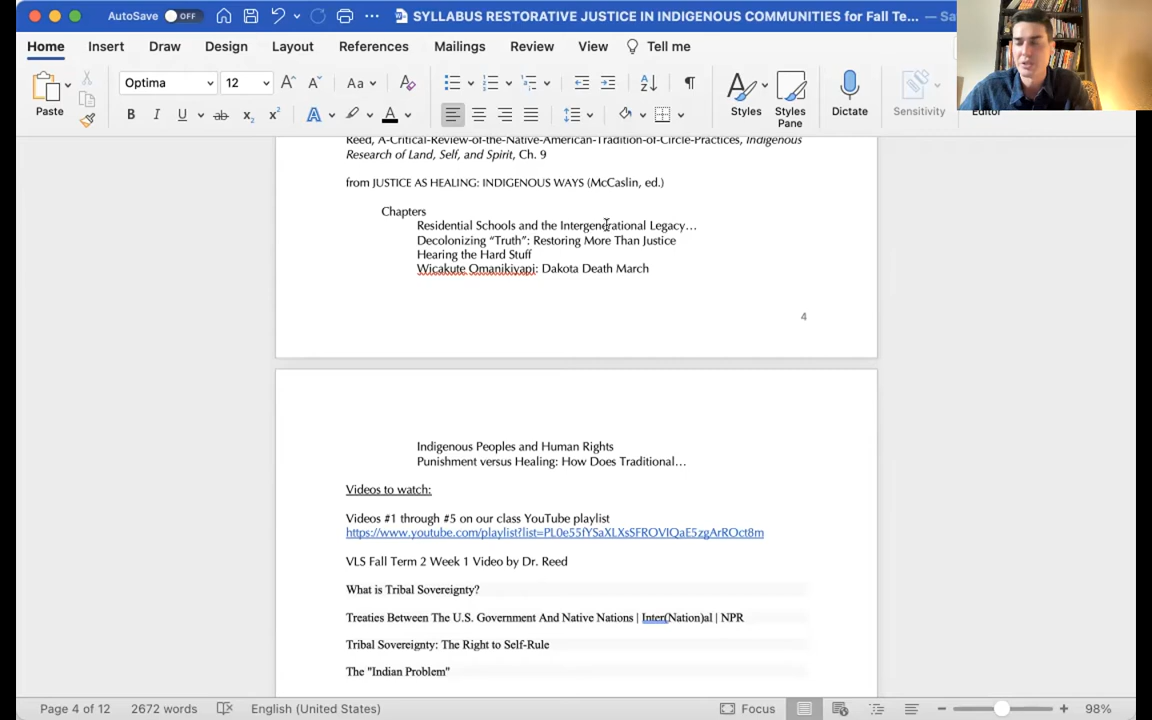 AutoSave OFF SYLLABUS RESTORATIVE JUSTICE IN INDIGENOUS COMMUNITIES for Fall Te... — Sa
Home Insert Draw Design Layout References Mailings Review View Tell me
Paste Optima 12 Aa Styles Styles Pane Dictate Sensitivity Editor
Reed, A-Critical-Review-of-the-Native-American-Tradition-of-Circle-Practices, Indigenous
Research of Land, Self, and Spirit, Ch. 9
from JUSTICE AS HEALING: INDIGENOUS WAYS (McCaslin, ed.)
Chapters
Residential Schools and the Intergenerational Legacy…
Decolonizing “Truth”: Restoring More Than Justice
Hearing the Hard Stuff
Wicakute Omanikiyapi: Dakota Death March
4
Indigenous Peoples and Human Rights
Punishment versus Healing: How Does Traditional…
Videos to watch:
Videos #1 through #5 on our class YouTube playlist
https://www.youtube.com/playlist?list=PL0e55fYSaXLXsSFROVIQaE5zgArROct8m
VLS Fall Term 2 Week 1 Video by Dr. Reed
What is Tribal Sovereignty?
Treaties Between The U.S. Government And Native Nations | Inter(Nation)al | NPR
Tribal Sovereignty: The Right to Self-Rule
The "Indian Problem"
Page 4 of 12 2672 words English (United States) Focus 98%